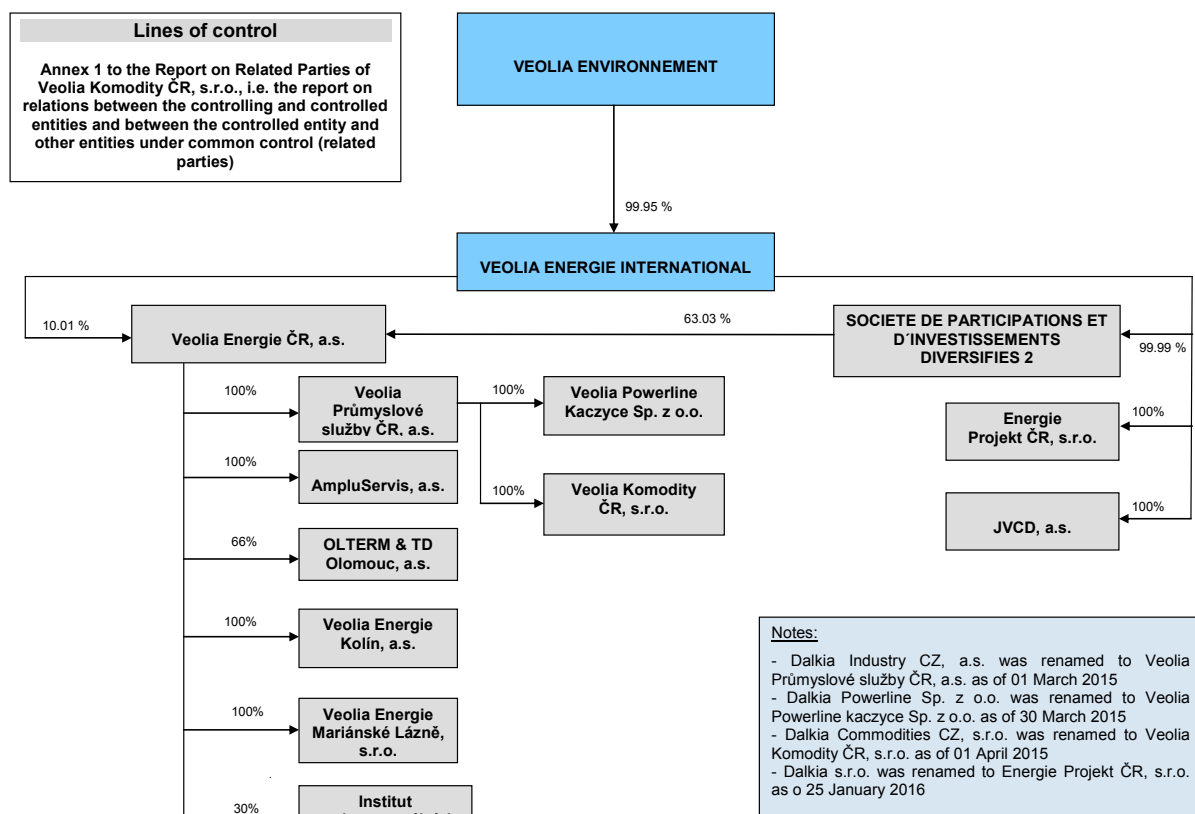 Lines of control
Annex 1 to the Report on Related Parties of
Veolia Komodity ČR, s.r.o., i.e. the report on
relations between the controlling and controlled
entities and between the controlled entity and
other entities under common control (related
parties)
VEOLIA ENVIRONNEMENT
99.95 %
VEOLIA ENERGIE INTERNATIONAL
10.01 %
Veolia Energie ČR, a.s.
63.03 %
SOCIETE DE PARTICIPATIONS ET
D´INVESTISSEMENTS
DIVERSIFIES 2
99.99 %
100%
Veolia
Průmyslové
služby ČR, a.s.
100%
Veolia Powerline
Kaczyce Sp. z o.o.
Energie
Projekt ČR, s.r.o.
100%
100%
AmpluServis, a.s.
100%
Veolia Komodity
ČR, s.r.o.
JVCD, a.s.
100%
66%
OLTERM & TD
Olomouc, a.s.
100%
Veolia Energie
Kolín, a.s.
100%
Veolia Energie
Mariánské Lázně,
s.r.o.
30%
Institut
Notes:
- Dalkia Industry CZ, a.s. was renamed to Veolia
Průmyslové služby ČR, a.s. as of 01 March 2015
- Dalkia Powerline Sp. z o.o. was renamed to Veolia
Powerline kaczyce Sp. z o.o. as of 30 March 2015
- Dalkia Commodities CZ, s.r.o. was renamed to Veolia
Komodity ČR, s.r.o. as of 01 April 2015
- Dalkia s.r.o. was renamed to Energie Projekt ČR, s.r.o.
as o 25 January 2016